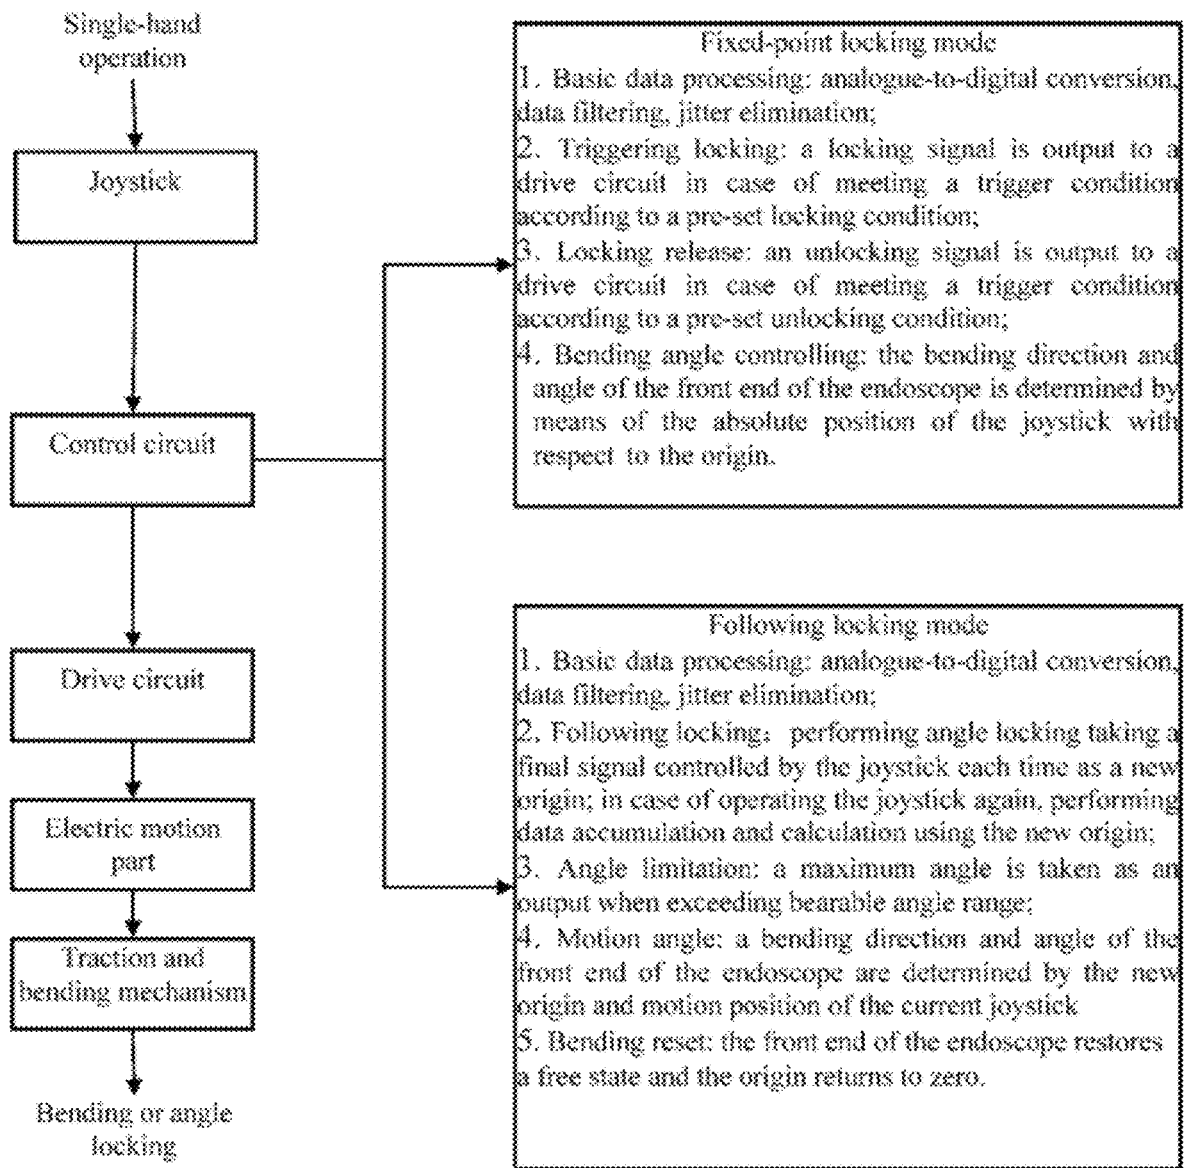 Single-hand
operation
Joystick
Control circuit
Drive circuit
Electric motion
part
Traction and
bending mechanism
Bending or angle
locking
Fixed-point locking mode
1. Basic data processing: analogue-to-digital conversion,
data filtering, jitter elimination;
2. Triggering locking: a locking signal is output to a
drive circuit in case of meeting a trigger condition
according to a pre-set locking condition;
3. Locking release: an unlocking signal is output to a
drive circuit in case of meeting a trigger condition
according to a pre-set unlocking condition;
4. Bending angle controlling: the bending direction and
angle of the front end of the endoscope is determined by
means of the absolute position of the joystick with
respect to the origin.
Following locking mode
1. Basic data processing: analogue-to-digital conversion,
data filtering, jitter elimination;
2. Following locking: performing angle locking taking a
final signal controlled by the joystick each time as a new
origin; in case of operating the joystick again, performing
data accumulation and calculation using the new origin;
3. Angle limitation: a maximum angle is taken as an
output when exceeding bearable angle range;
4. Motion angle: a bending direction and angle of the
front end of the endoscope are determined by the new
origin and motion position of the current joystick
5. Bending reset: the front end of the endoscope restores
a free state and the origin returns to zero.